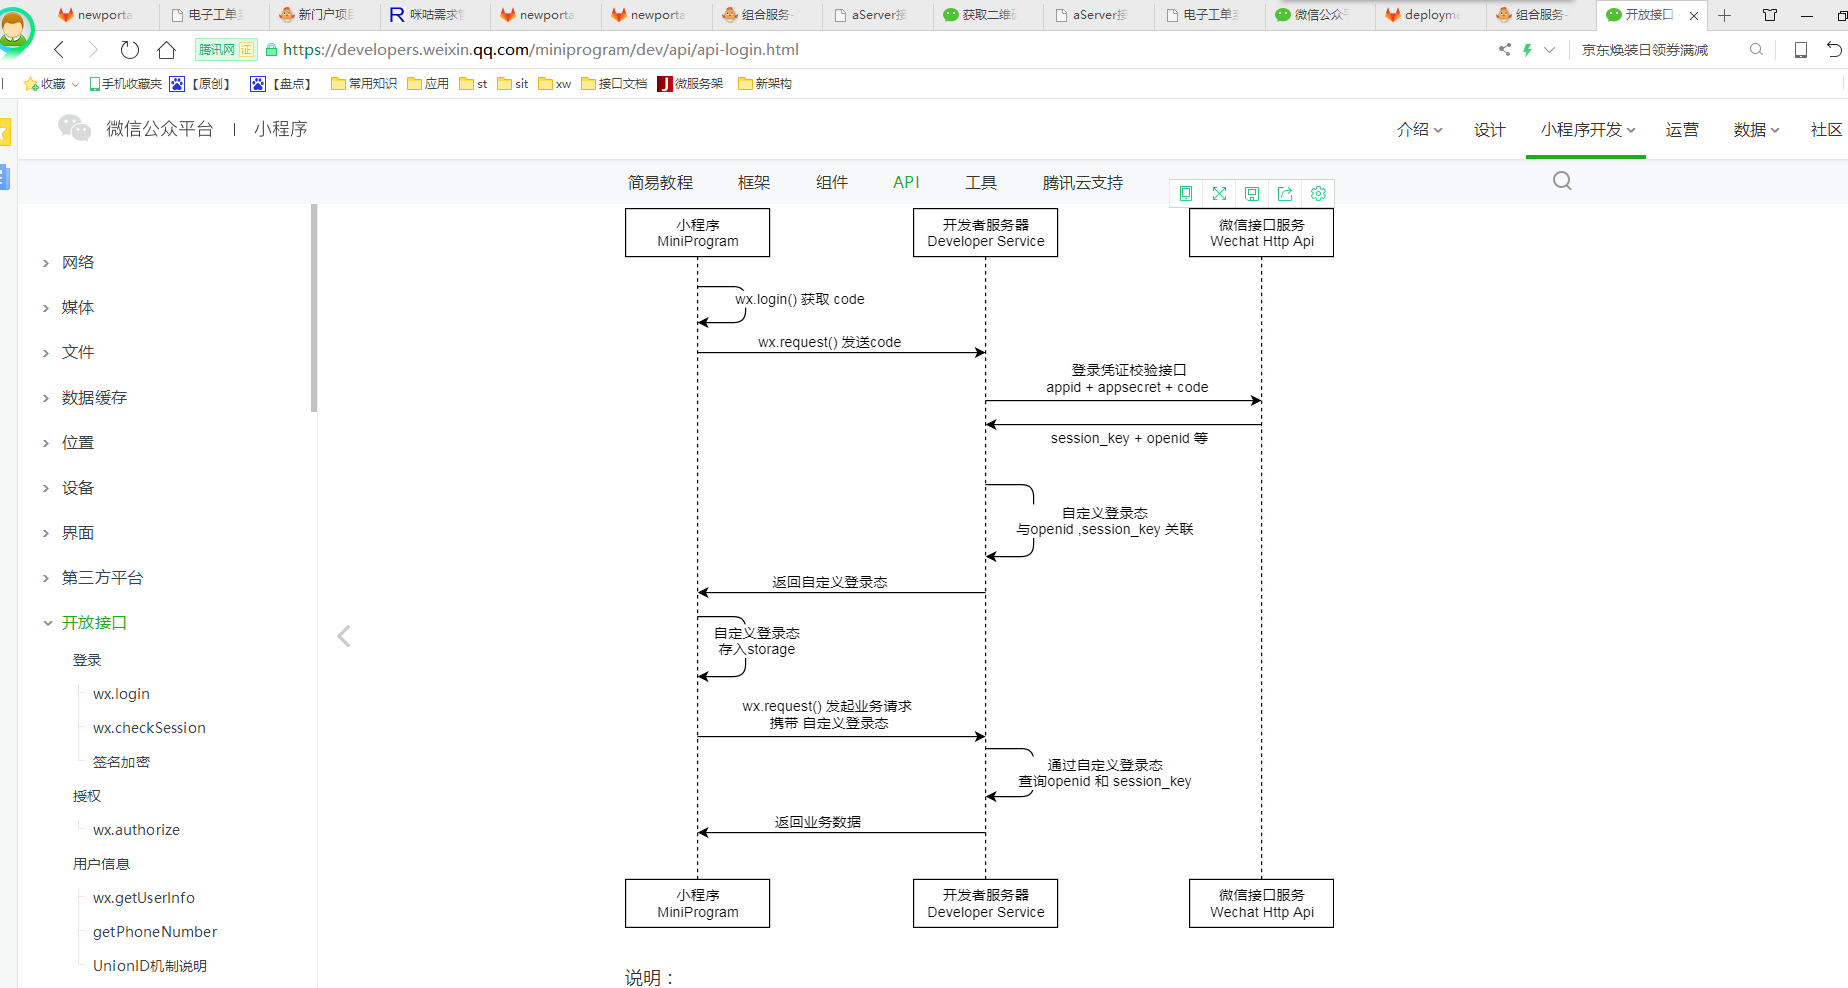 newporta
电子工单系
新门户项目
咪咕需求管
newporta
newporta
组合服务-
aServer接
获取二维码
aServer接
电子工单系
微信公众平
deployme
组合服务-
开放接口
腾讯网 证
https://developers.weixin.qq.com/miniprogram/dev/api/api-login.html
京东焕装日领券满减
收藏
手机收藏夹
【原创】
【盘点】
常用知识
应用
st
sit
xw
接口文档
微服务架
新架构
微信公众平台 | 小程序
介绍
设计
小程序开发
运营
数据
社区
简易教程
框架
组件
API
工具
腾讯云支持
网络
媒体
文件
数据缓存
位置
设备
界面
第三方平台
开放接口
登录
wx.login
wx.checkSession
签名加密
授权
wx.authorize
用户信息
wx.getUserInfo
getPhoneNumber
UnionID机制说明
小程序
MiniProgram
开发者服务器
Developer Service
微信接口服务
Wechat Http Api
wx.login() 获取 code
wx.request() 发送code
登录凭证校验接口
appid + appsecret + code
session_key + openid 等
自定义登录态
与openid ,session_key 关联
返回自定义登录态
自定义登录态
存入storage
wx.request() 发起业务请求
携带 自定义登录态
通过自定义登录态
查询openid 和 session_key
返回业务数据
小程序
MiniProgram
开发者服务器
Developer Service
微信接口服务
Wechat Http Api
说明：